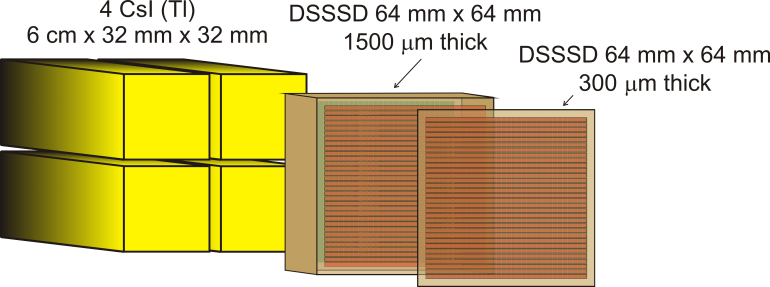 4 CsI (Tl)
6 cm x 32 mm x 32 mm
DSSSD 64 mm x 64 mm
1500 μm thick
DSSSD 64 mm x 64 mm
300 μm thick